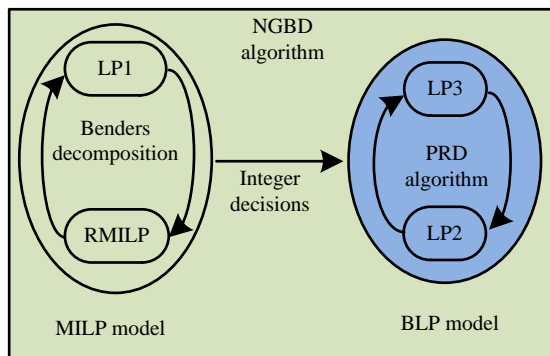 NGBD
algorithm
LP1
Benders
decomposition
RMILP
MILP model
Integer
decisions
LP3
PRD
algorithm
LP2
BLP model